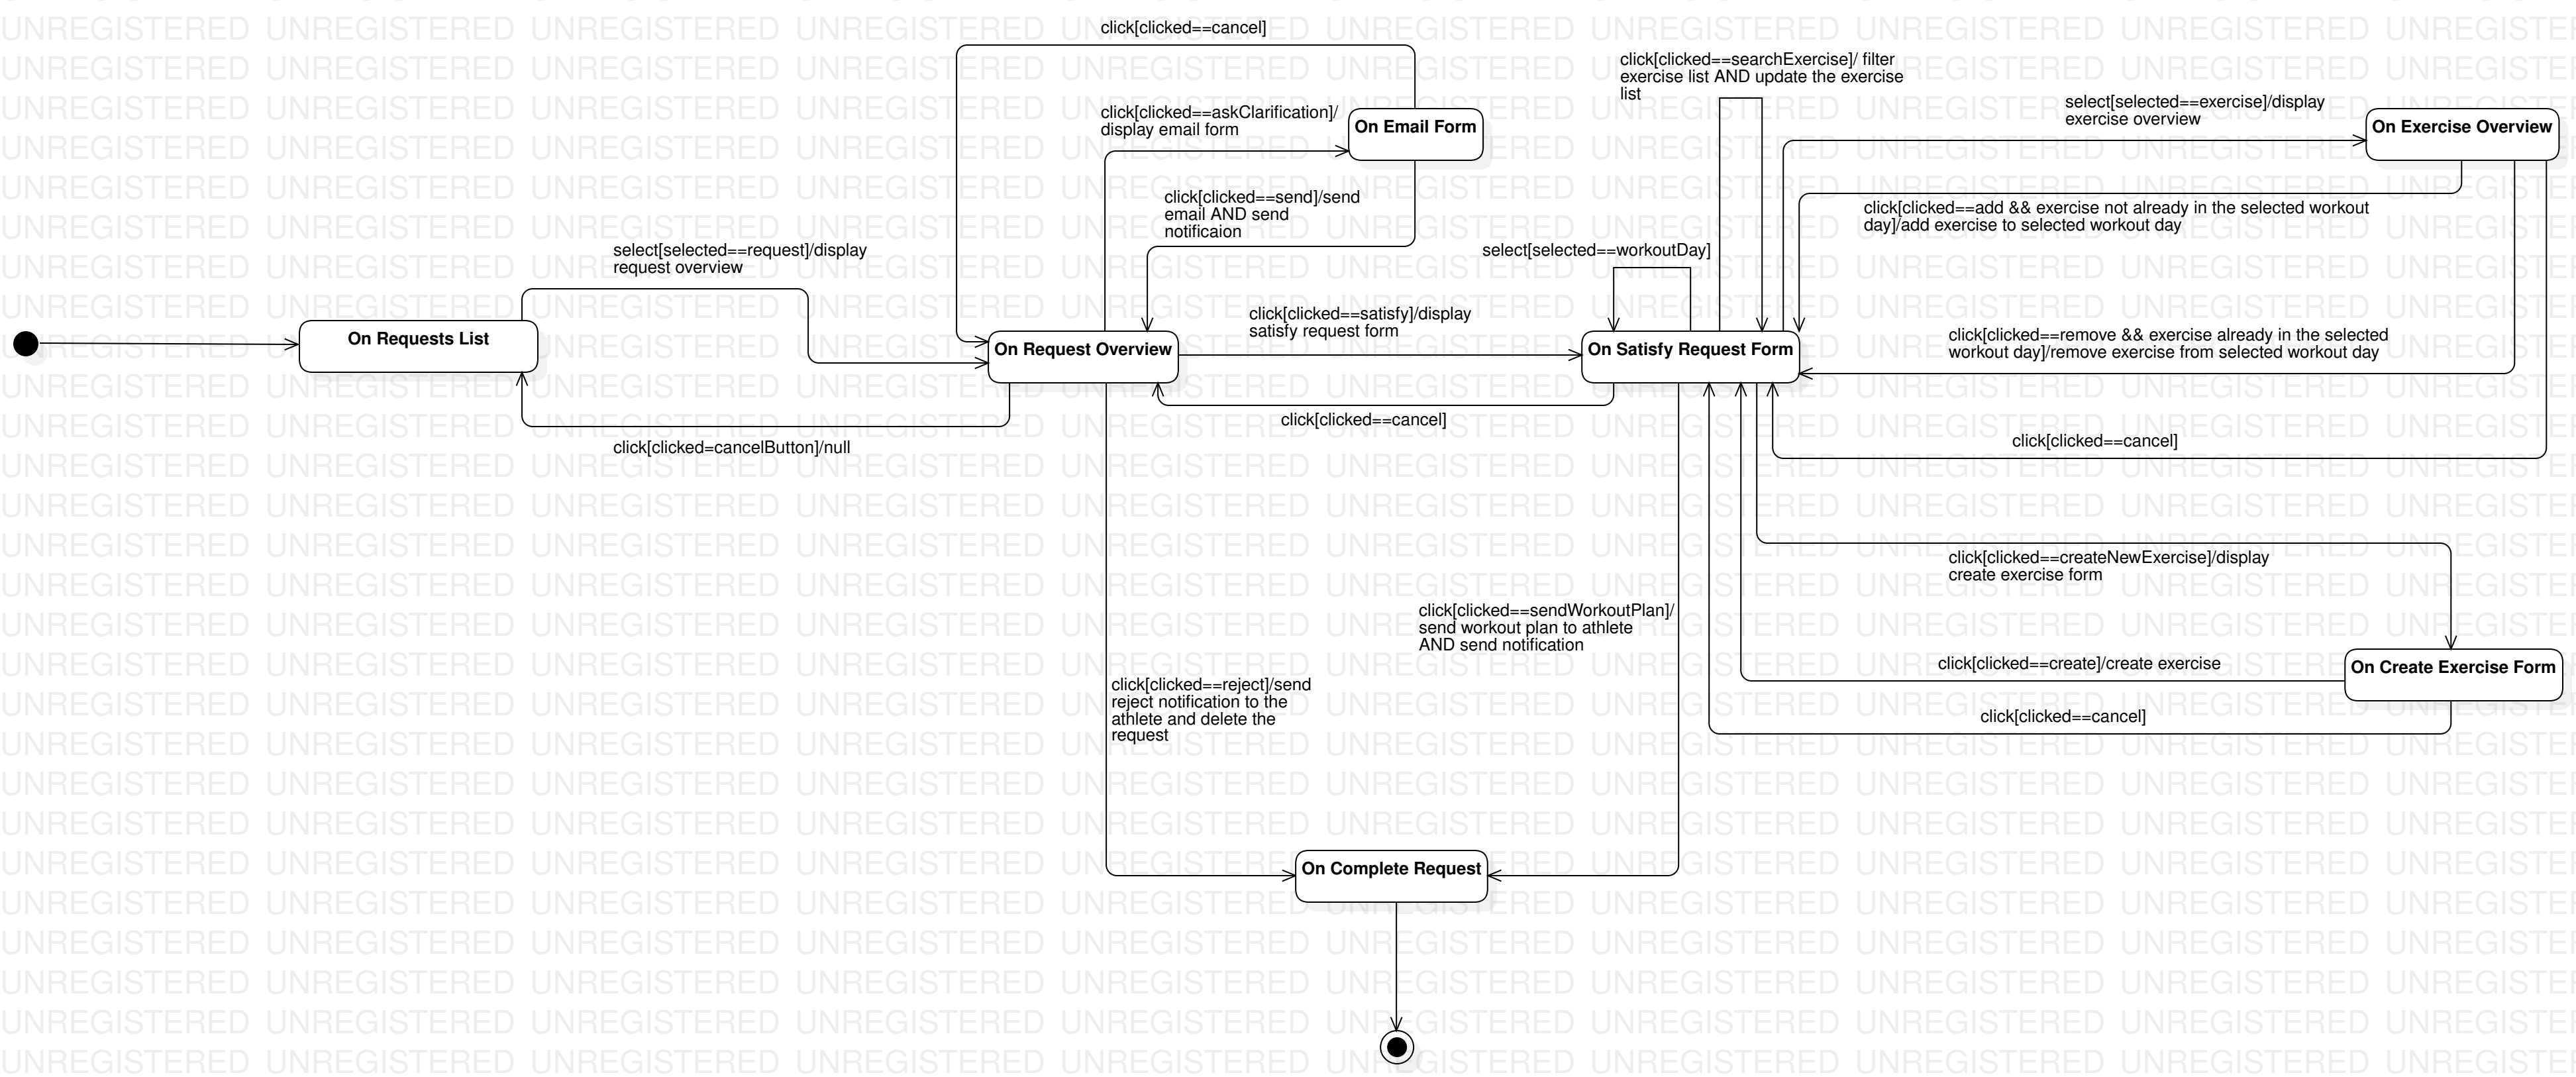 click[clicked==cancel]
click[clicked==searchExercise]/ filter
exercise list AND update the exercise
list
click[clicked==askClarification]/
display email form
On Email Form
select[selected==exercise]/display
exercise overview
On Exercise Overview
click[clicked==send]/send
email AND send
notificaion
click[clicked==add && exercise not already in the selected workout
day]/add exercise to selected workout day
select[selected==request]/display
request overview
select[selected==workoutDay]
click[clicked==satisfy]/display
satisfy request form
On Requests List
On Request Overview
On Satisfy Request Form
click[clicked==remove && exercise already in the selected
workout day]/remove exercise from selected workout day
click[clicked==cancel]
click[clicked=cancelButton]/null
click[clicked==cancel]
click[clicked==createNewExercise]/display
create exercise form
click[clicked==sendWorkoutPlan]/
send workout plan to athlete
AND send notification
click[clicked==create]/create exercise
On Create Exercise Form
click[clicked==reject]/send
reject notification to the
athlete and delete the
request
click[clicked==cancel]
On Complete Request
UNREGISTERED